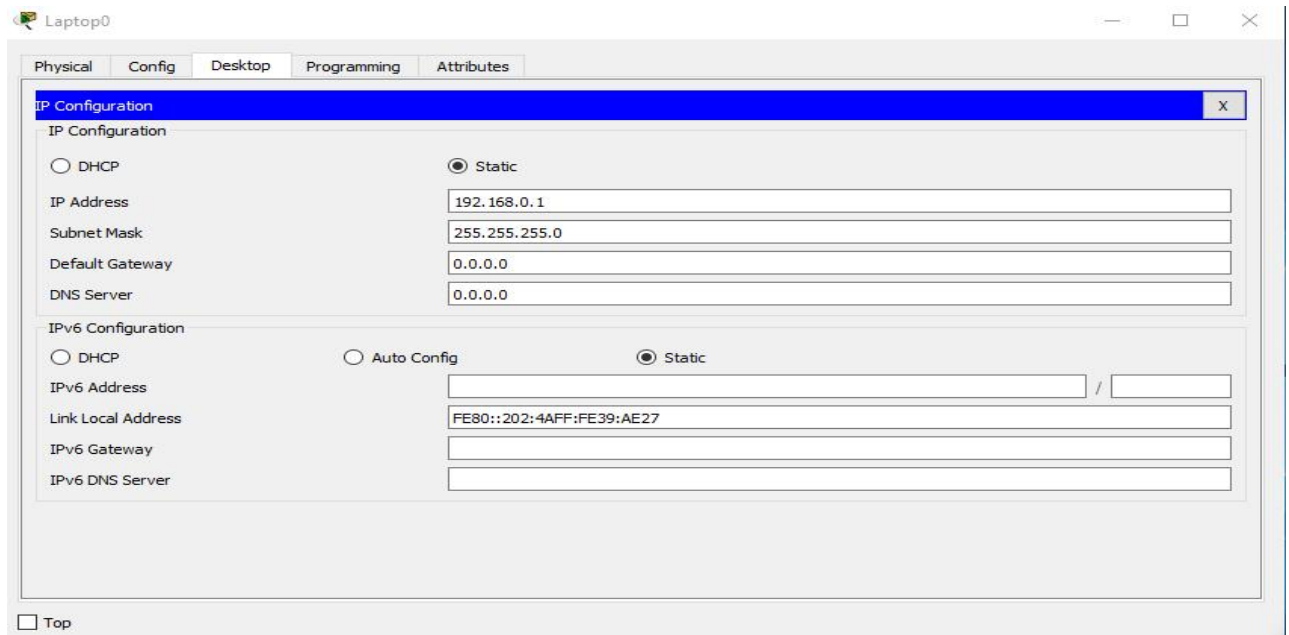 Laptop0
Physical Config Desktop Programming Attributes
IP Configuration X
IP Configuration
DHCP Static
IP Address 192.168.0.1
Subnet Mask 255.255.255.0
Default Gateway 0.0.0.0
DNS Server 0.0.0.0
IPv6 Configuration
DHCP Auto Config Static
IPv6 Address /
Link Local Address FE80::202:4AFF:FE39:AE27
IPv6 Gateway
IPv6 DNS Server
Top